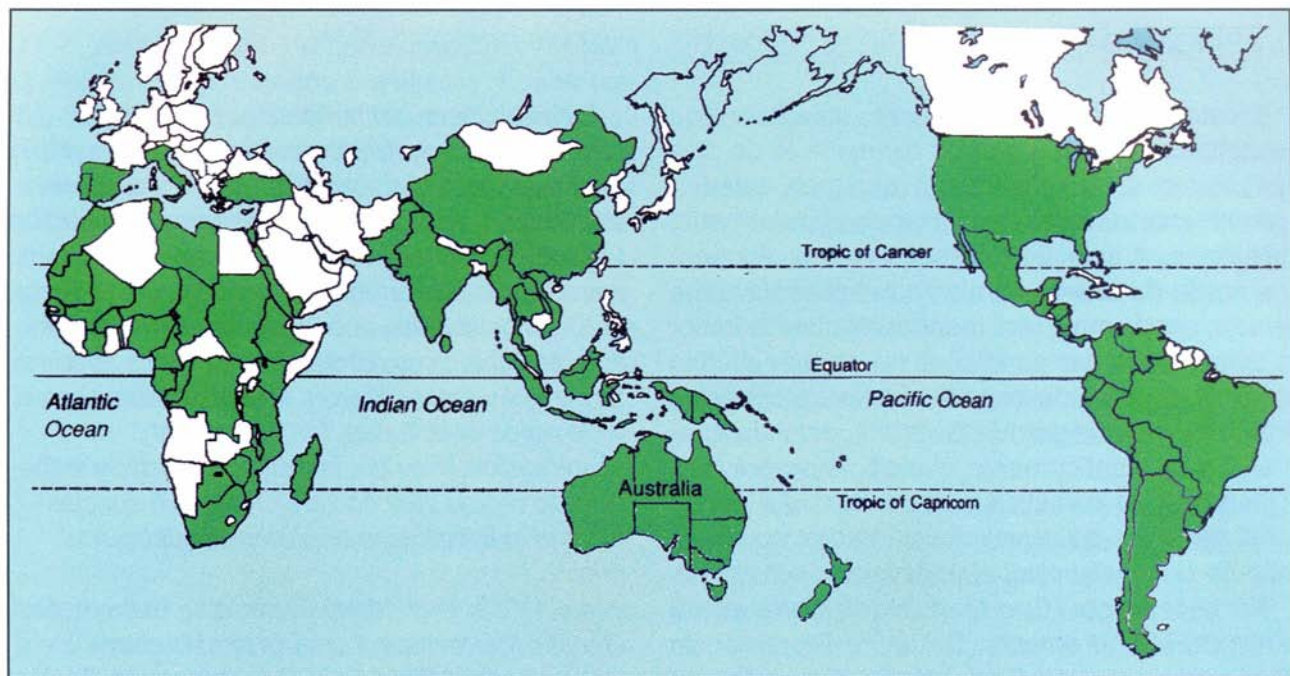 Tropic of Cancer
Equator
Atlantic
Ocean
Indian Ocean
Pacific Ocean
Australia
Tropic of Capricorn